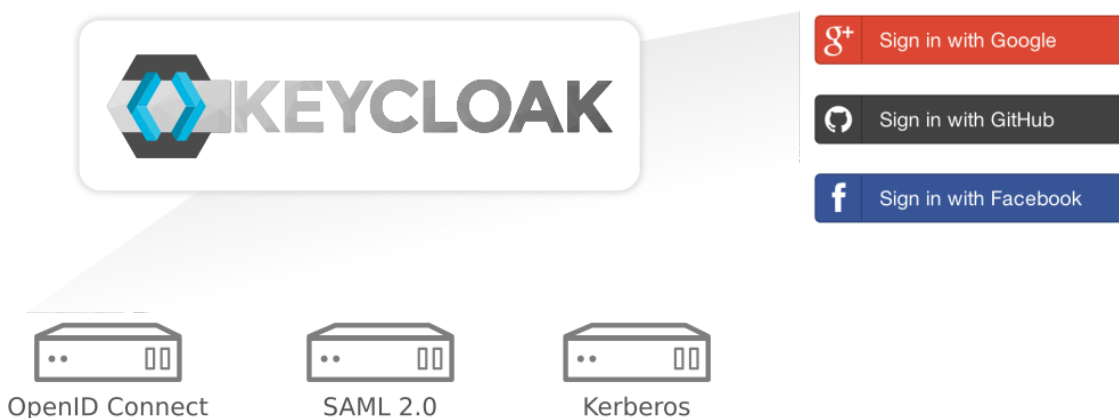 KEYCLOAK
g+ Sign in with Google
Sign in with GitHub
f Sign in with Facebook
OpenID Connect
SAML 2.0
Kerberos